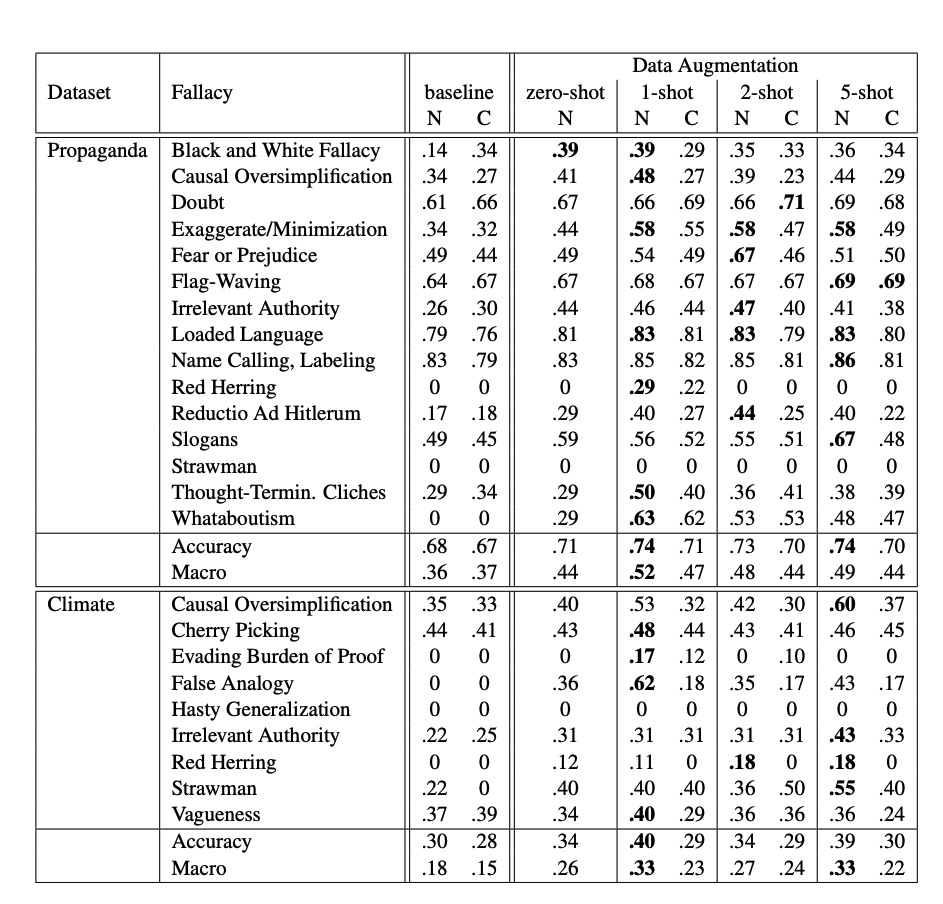 Data Augmentation
Dataset Fallacy baseline zero-shot 1-shot 2-shot 5-shot
N C N N C N C N C
Propaganda Black and White Fallacy .14 .34 .39 .39 .29 .35 .33 .36 .34
Causal Oversimplification .34 .27 .41 .48 .27 .39 .23 .44 .29
Doubt .61 .66 .67 .66 .69 .66 .71 .69 .68
Exaggerate/Minimization .34 .32 .44 .58 .55 .58 .47 .58 .49
Fear or Prejudice .49 .44 .49 .54 .49 .67 .46 .51 .50
Flag-Waving .64 .67 .67 .68 .67 .67 .67 .69 .69
Irrelevant Authority .26 .30 .44 .46 .44 .47 .40 .41 .38
Loaded Language .79 .76 .81 .83 .81 .83 .79 .83 .80
Name Calling, Labeling .83 .79 .83 .85 .82 .85 .81 .86 .81
Red Herring 0 0 0 .29 .22 0 0 0 0
Reductio Ad Hitlerum .17 .18 .29 .40 .27 .44 .25 .40 .22
Slogans .49 .45 .59 .56 .52 .55 .51 .67 .48
Strawman 0 0 0 0 0 0 0 0 0
Thought-Termin. Cliches .29 .34 .29 .50 .40 .36 .41 .38 .39
Whataboutism 0 0 .29 .63 .62 .53 .53 .48 .47
Accuracy .68 .67 .71 .74 .71 .73 .70 .74 .70
Macro .36 .37 .44 .52 .47 .48 .44 .49 .44
Climate Causal Oversimplification .35 .33 .40 .53 .32 .42 .30 .60 .37
Cherry Picking .44 .41 .43 .48 .44 .43 .41 .46 .45
Evading Burden of Proof 0 0 0 .17 .12 0 .10 0 0
False Analogy 0 0 .36 .62 .18 .35 .17 .43 .17
Hasty Generalization 0 0 0 0 0 0 0 0 0
Irrelevant Authority .22 .25 .31 .31 .31 .31 .31 .43 .33
Red Herring 0 0 .12 .11 0 .18 0 .18 0
Strawman .22 0 .40 .40 .40 .36 .50 .55 .40
Vagueness .37 .39 .34 .40 .29 .36 .36 .36 .24
Accuracy .30 .28 .34 .40 .29 .34 .29 .39 .30
Macro .18 .15 .26 .33 .23 .27 .24 .33 .22